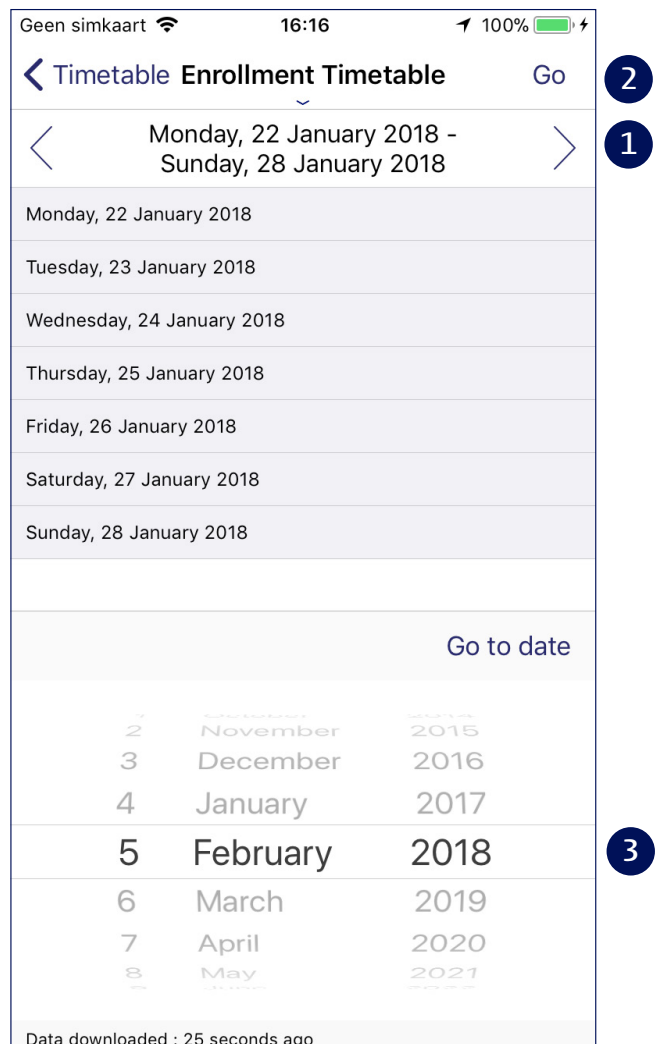 Geen simkaart 16:16 100%
Timetable Enrollment Timetable Go 2
Monday, 22 January 2018 -
Sunday, 28 January 2018
1
Monday, 22 January 2018
Tuesday, 23 January 2018
Wednesday, 24 January 2018
Thursday, 25 January 2018
Friday, 26 January 2018
Saturday, 27 January 2018
Sunday, 28 January 2018
Go to date
2 November 2015
3 December 2016
4 January 2017
5 February 2018 3
6 March 2019
7 April 2020
8 May 2021
Data downloaded : 25 seconds ago